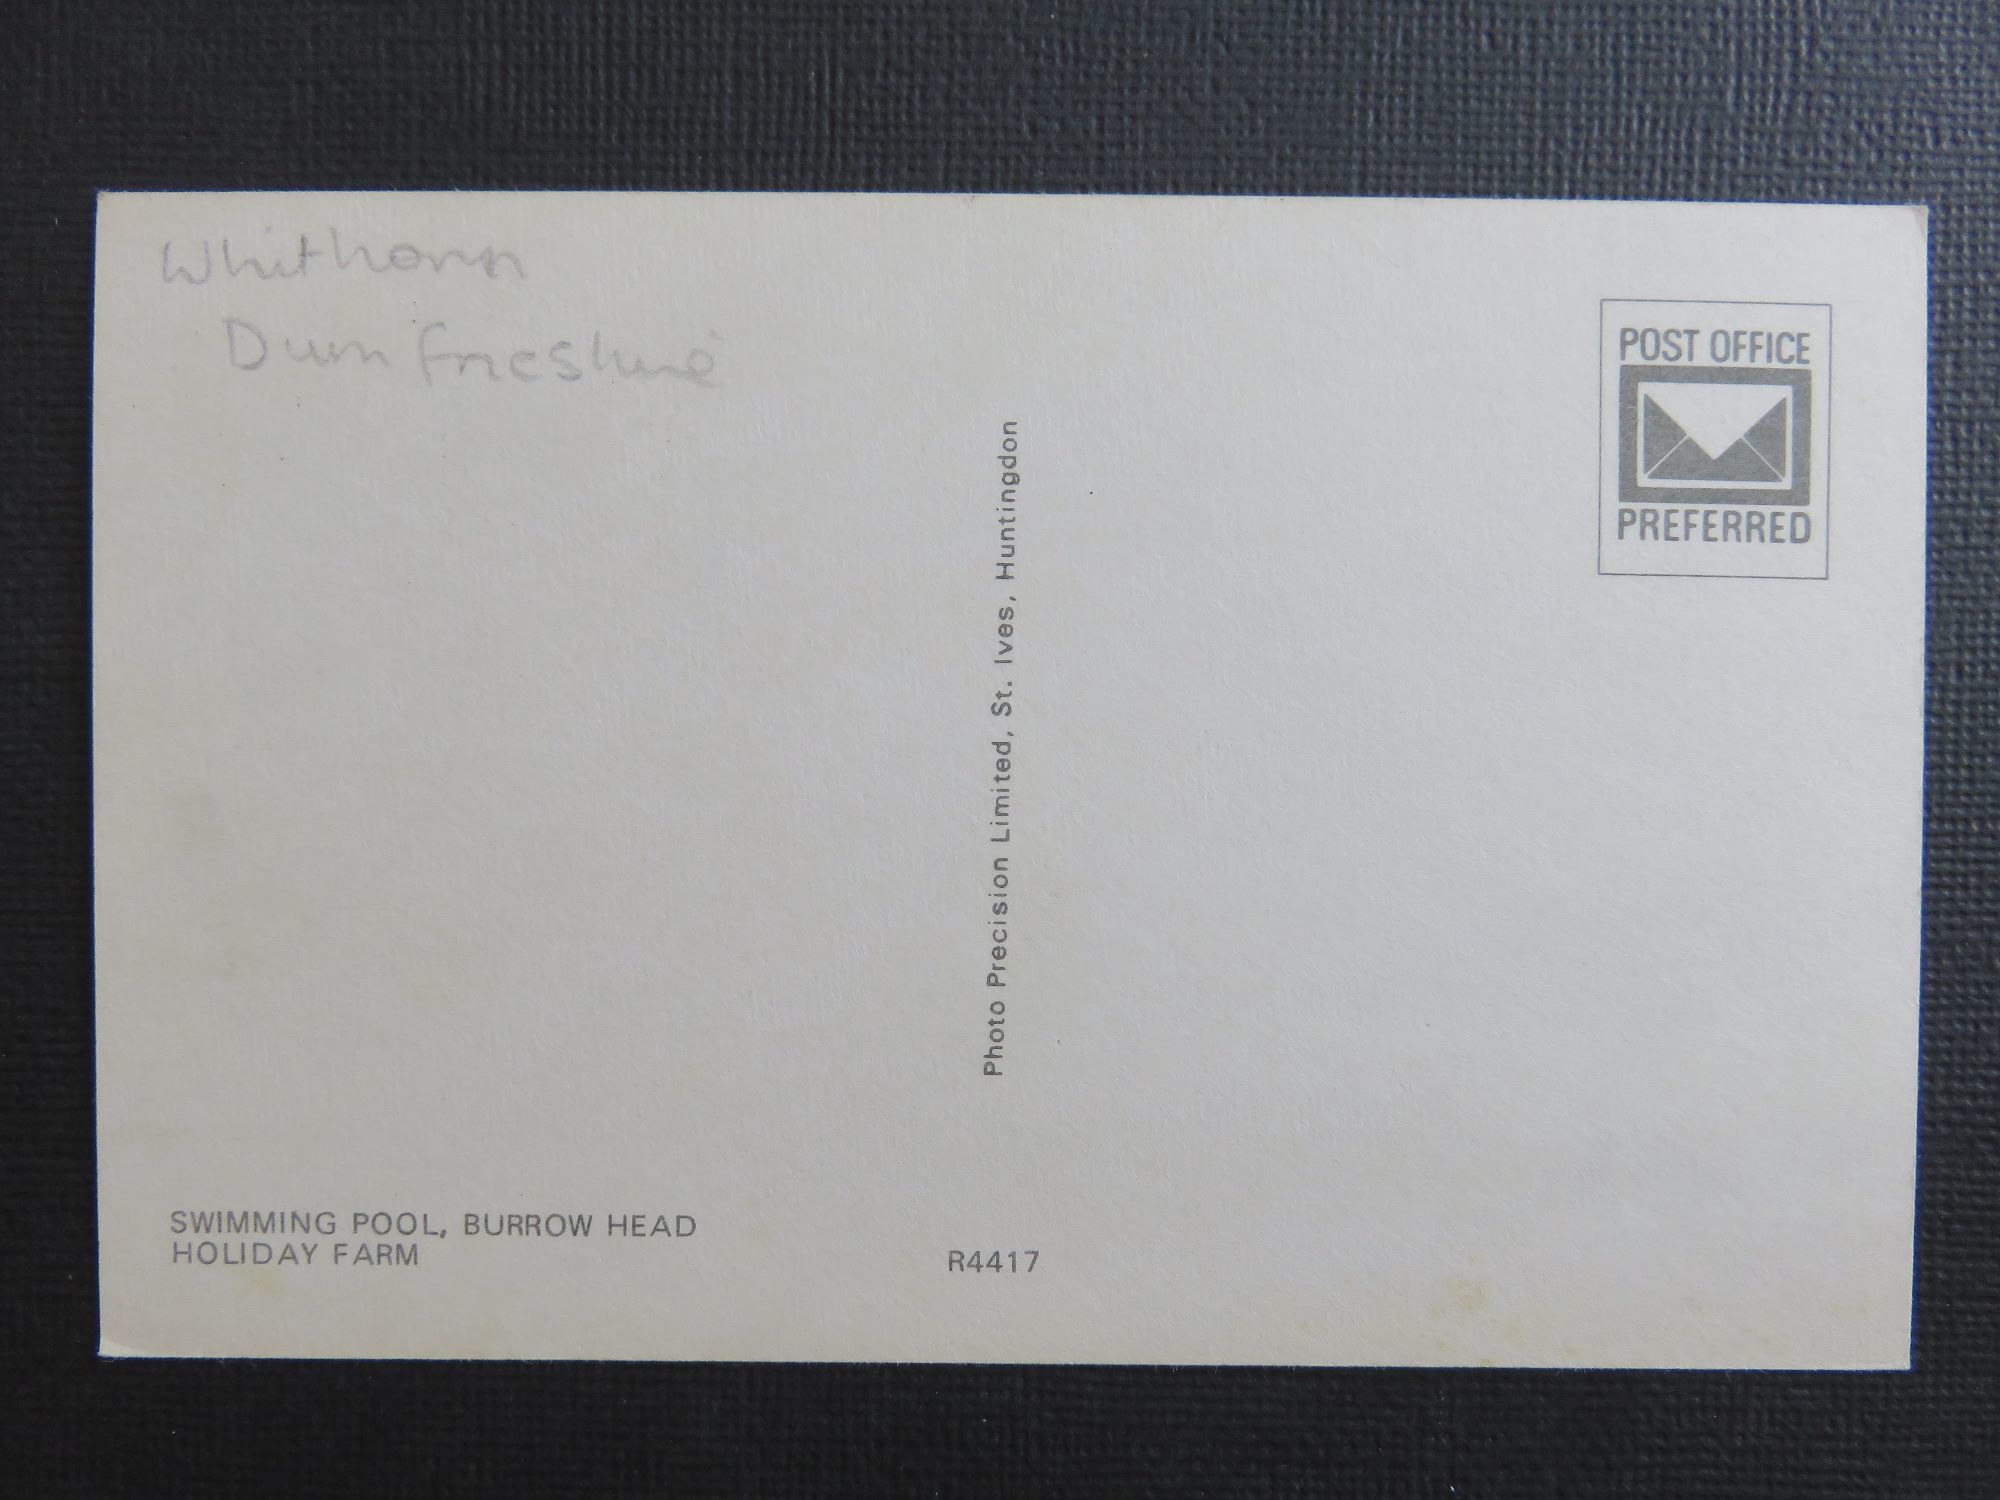 Whithorn
Dumfriesshire
POST OFFICE
PREFERRED
Photo Precision Limited, St. Ives, Huntingdon
SWIMMING POOL, BURROW HEAD
HOLIDAY FARM
R4417